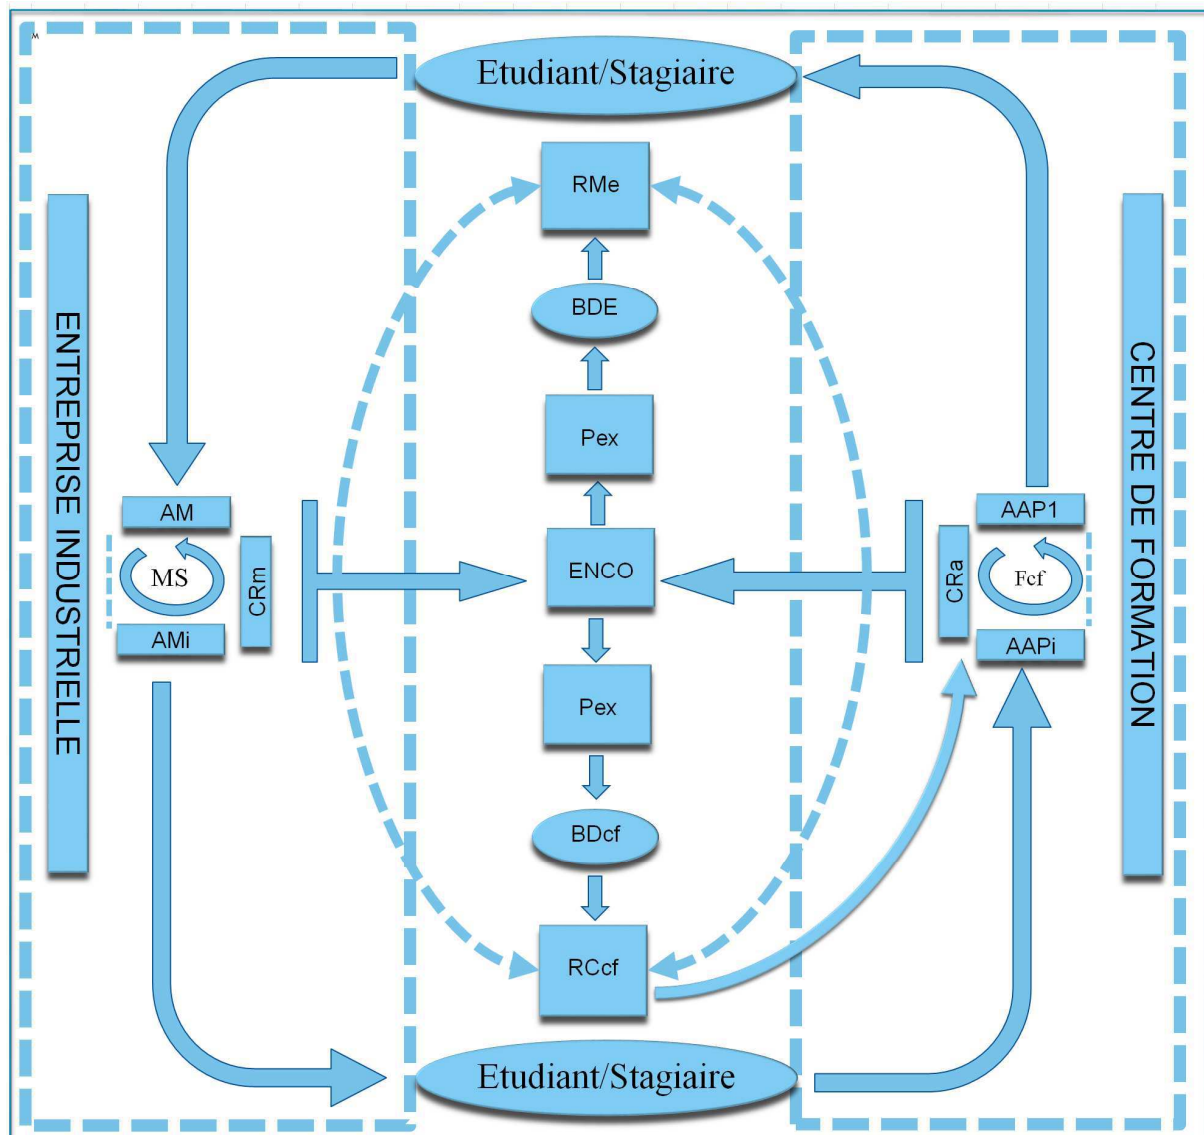 M
Etudiant/Stagiaire
RMe
BDE
Pex
ENTREPRISE INDUSTRIELLE
CENTRE DE FORMATION
AM
MS
CRm
AMi
ENCO
AAP1
CRa
Fcf
AAPi
Pex
BDcf
RCcf
Etudiant/Stagiaire